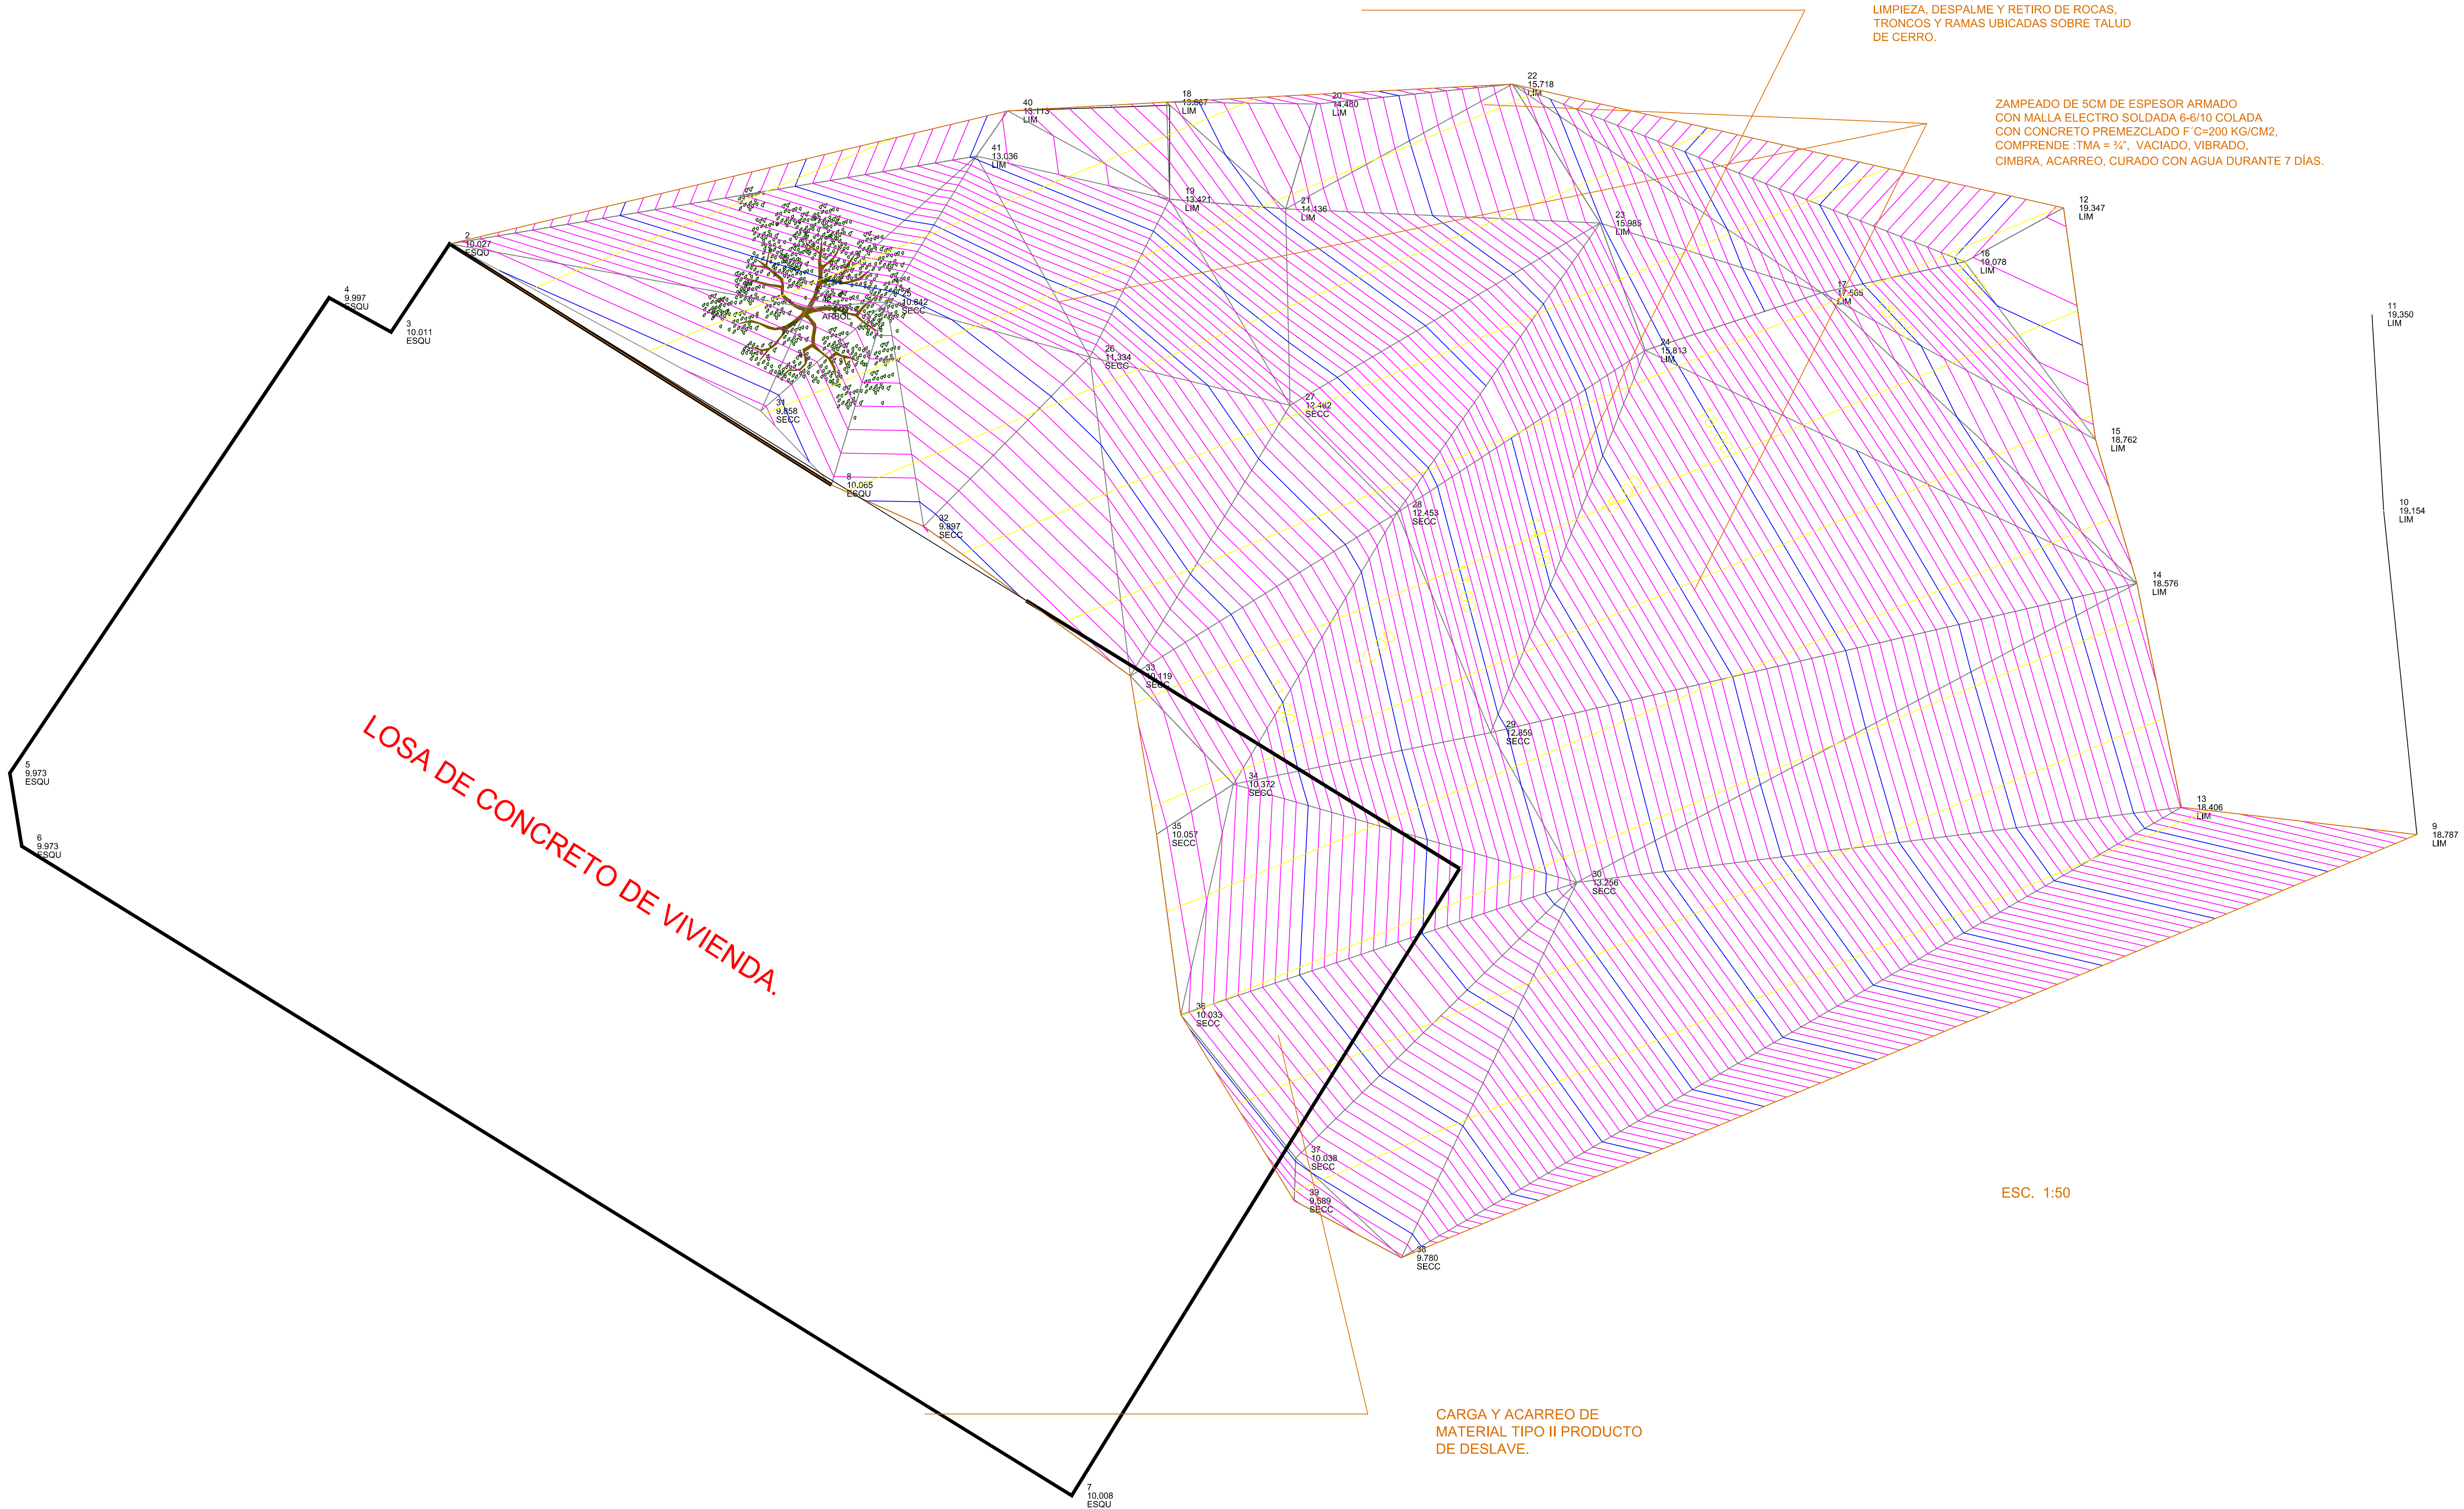 LIMPIEZA, DESPALME Y RETIRO DE ROCAS,
TRONCOS Y RAMAS UBICADAS SOBRE TALUD
DE CERRO.
ZAMPEADO DE 5CM DE ESPESOR ARMADO
CON MALLA ELECTRO SOLDADA 6-6/10 COLADA
CON CONCRETO PREMEZCLADO F´C=200 KG/CM2,
COMPRENDE :TMA = ¾", VACIADO, VIBRADO,
CIMBRA, ACARREO, CURADO CON AGUA DURANTE 7 DÍAS.
22
15.718
LIM
40
13.113
LIM
18
13.667
LIM
20
14.480
LIM
41
13.036
LIM
19
13.421
LIM
21
14.136
LIM
23
15.985
LIM
12
19.347
LIM
16
19.078
LIM
17
17.565
LIM
2
10.027
ESQU
4
9.997
ESQU
3
10.011
ESQU
10.842
SECC
ARBOL
11
19.350
LIM
26
11.334
SECC
24
15.813
LIM
31
9.858
SECC
27
12.462
SECC
15
18.762
LIM
8
10.065
ESQU
32
9.897
SECC
28
12.453
SECC
10
19.154
LIM
14
18.576
LIM
33
10.119
SECC
29
12.859
SECC
34
10.372
SECC
35
10.057
SECC
13
18.406
LIM
9
18.787
LIM
5
9.973
ESQU
6
9.973
ESQU
LOSA DE CONCRETO DE VIVIENDA.
30
13.256
SECC
36
10.033
SECC
37
10.038
SECC
39
9.589
SECC
38
9.780
SECC
ESC. 1:50
CARGA Y ACARREO DE
MATERIAL TIPO II PRODUCTO
DE DESLAVE.
7
10.008
ESQU